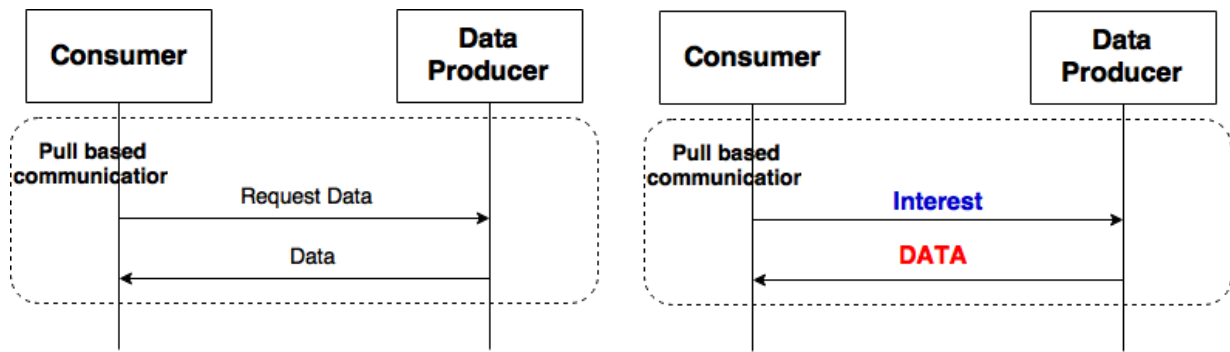 Consumer
Data
Producer
Pull based
communicatior
Request Data
Data
Consumer
Data
Producer
Pull based
communicatior
Interest
DATA